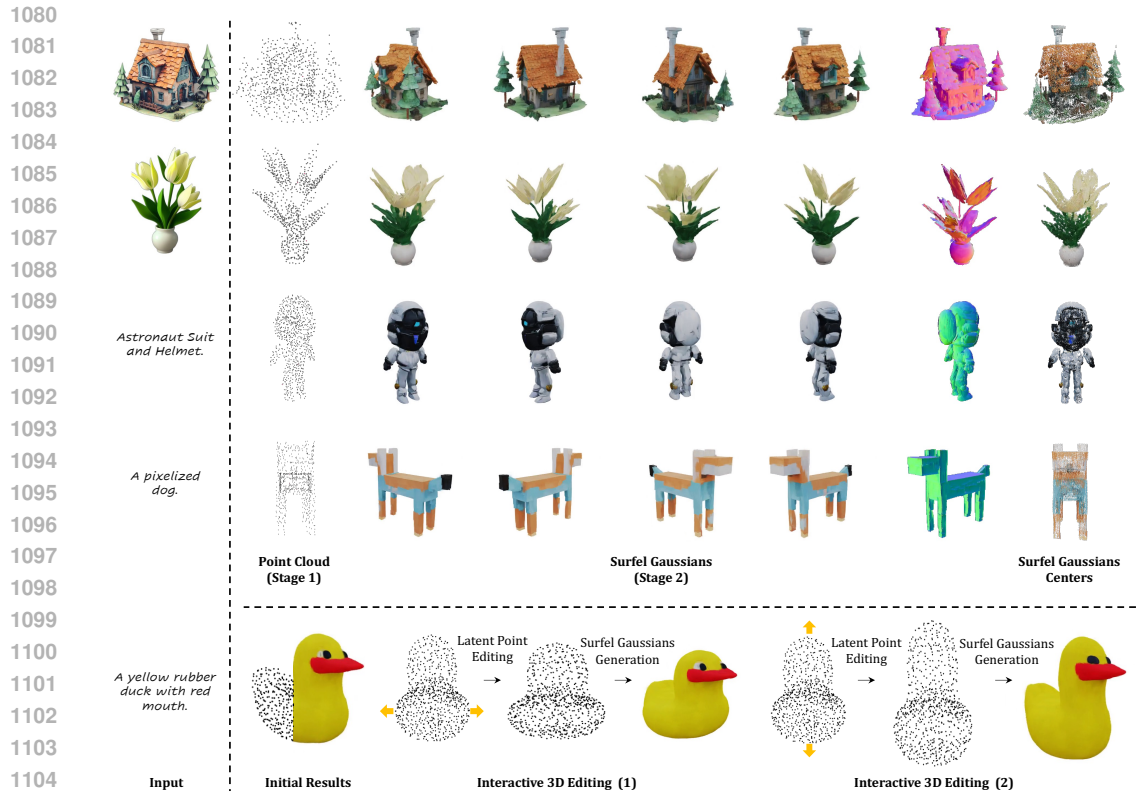 1080
1081
1082
1083
1084
1085
1086
1087
1088
1089
1090
1091
1092
1093
1094
1095
1096
1097
1098
1099
1100
1101
1102
1103
1104
Astronaut Suit
and Helmet.
A pixelized
dog.
Point Cloud
(Stage 1)
Surfel Gaussians
(Stage 2)
Surfel Gaussians
Centers
A yellow rubber
duck with red
mouth.
Latent Point
Editing
Surfel Gaussians
Generation
Latent Point
Editing
Surfel Gaussians
Generation
Input
Initial Results
Interactive 3D Editing (1)
Interactive 3D Editing (2)